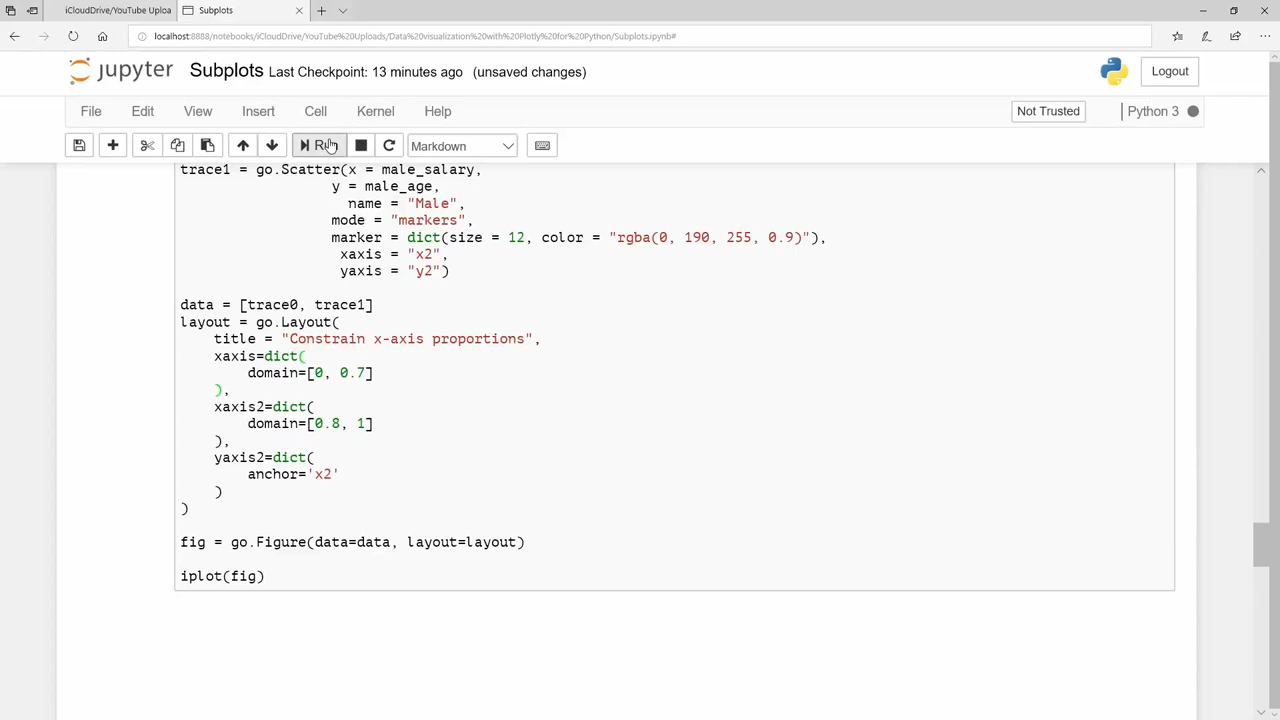 iCloudDrive/YouTube Uploa
Subplots
localhost:8888/notebooks/iCloudDrive/YouTube%20Uploads/Data%20visualization%20with%20Plotly%20for%20Python/Subplots.ipynb#
jupyter Subplots Last Checkpoint: 13 minutes ago (unsaved changes)
Logout
File Edit View Insert Cell Kernel Help
Not Trusted
Python 3
Markdown
trace1 = go.Scatter(x = male_salary,
y = male_age,
name = "Male",
mode = "markers",
marker = dict(size = 12, color = "rgba(0, 190, 255, 0.9)"),
xaxis = "x2",
yaxis = "y2")
data = [trace0, trace1]
layout = go.Layout(
title = "Constrain x-axis proportions",
xaxis=dict(
domain=[0, 0.7]
),
xaxis2=dict(
domain=[0.8, 1]
),
yaxis2=dict(
anchor='x2'
)
)
fig = go.Figure(data=data, layout=layout)
iplot(fig)